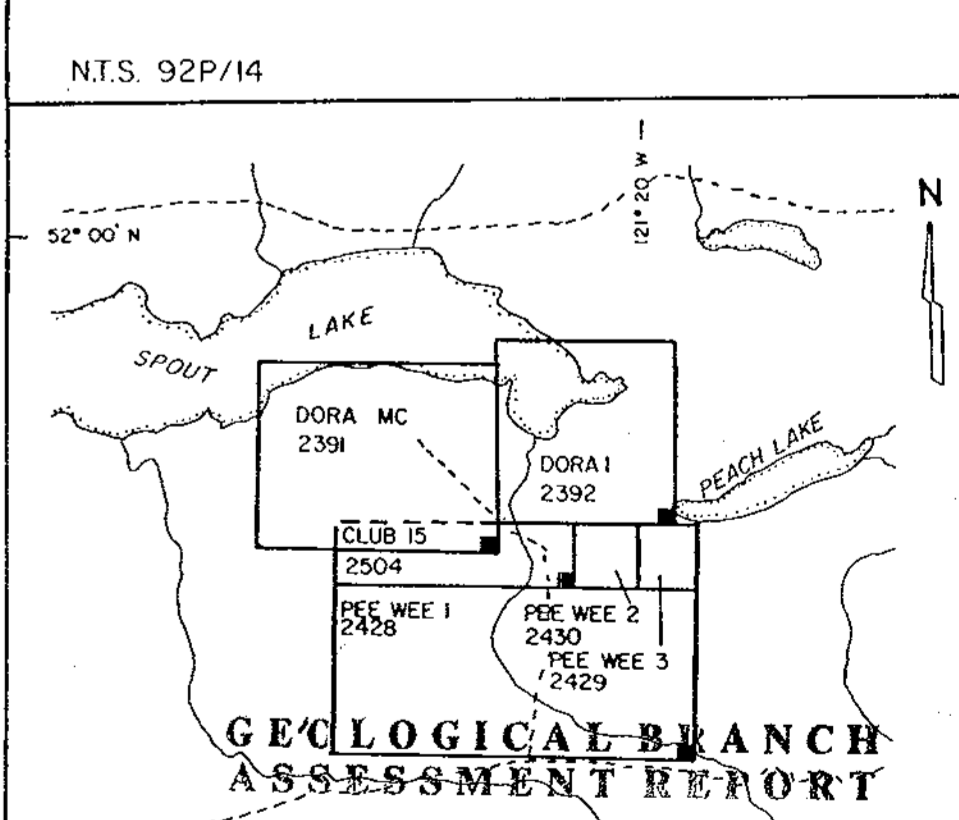 N.T.S. 92P/14
121° 20' W
N
52° 00' N
LAKE
SPOUT
DORA MC
2391
PEACH LAKE
DORA 1
2392
CLUB 15
2504
PEE WEE 1
2428
PEE WEE 2
2430
PEE WEE 3
2429
GEOLOGICAL BRANCH
ASSESSMENT REPORT